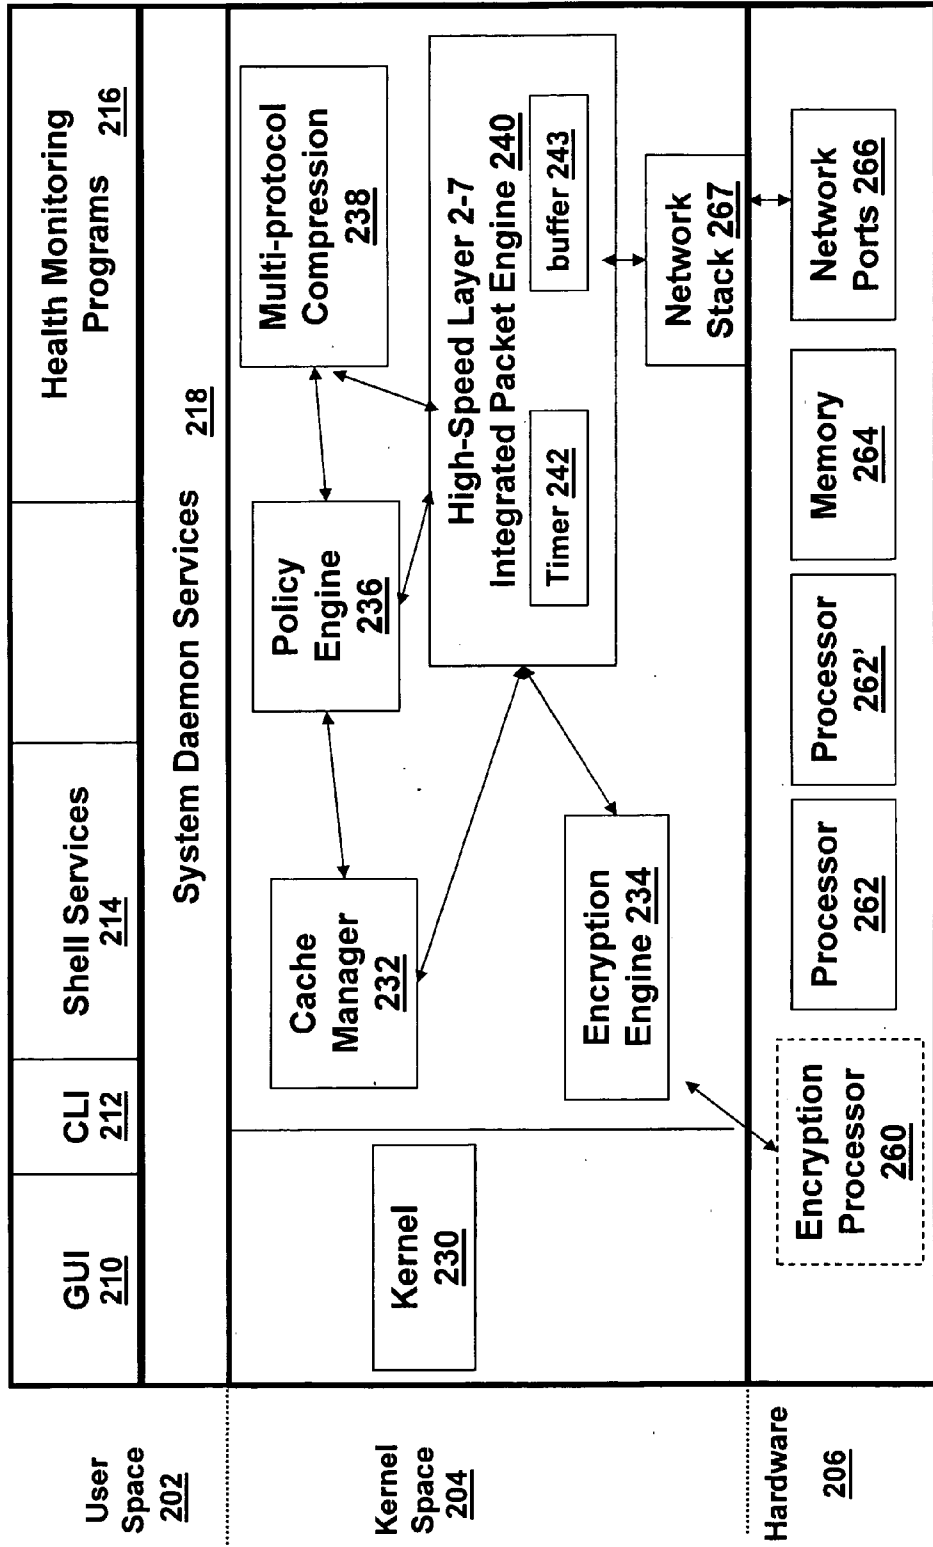 User
Space
202
GUI
210
CLI
212
Shell Services
214
Health Monitoring
Programs 216
System Daemon Services 218
Kernel
Space
204
Kernel
230
Cache
Manager
232
Policy
Engine
236
Multi-protocol
Compression
238
High-Speed Layer 2-7
Integrated Packet Engine 240
Timer 242
buffer 243
Encryption
Engine 234
Network
Stack 267
Hardware
206
Encryption
Processor
260
Processor
262
Processor
262'
Memory
264
Network
Ports 266